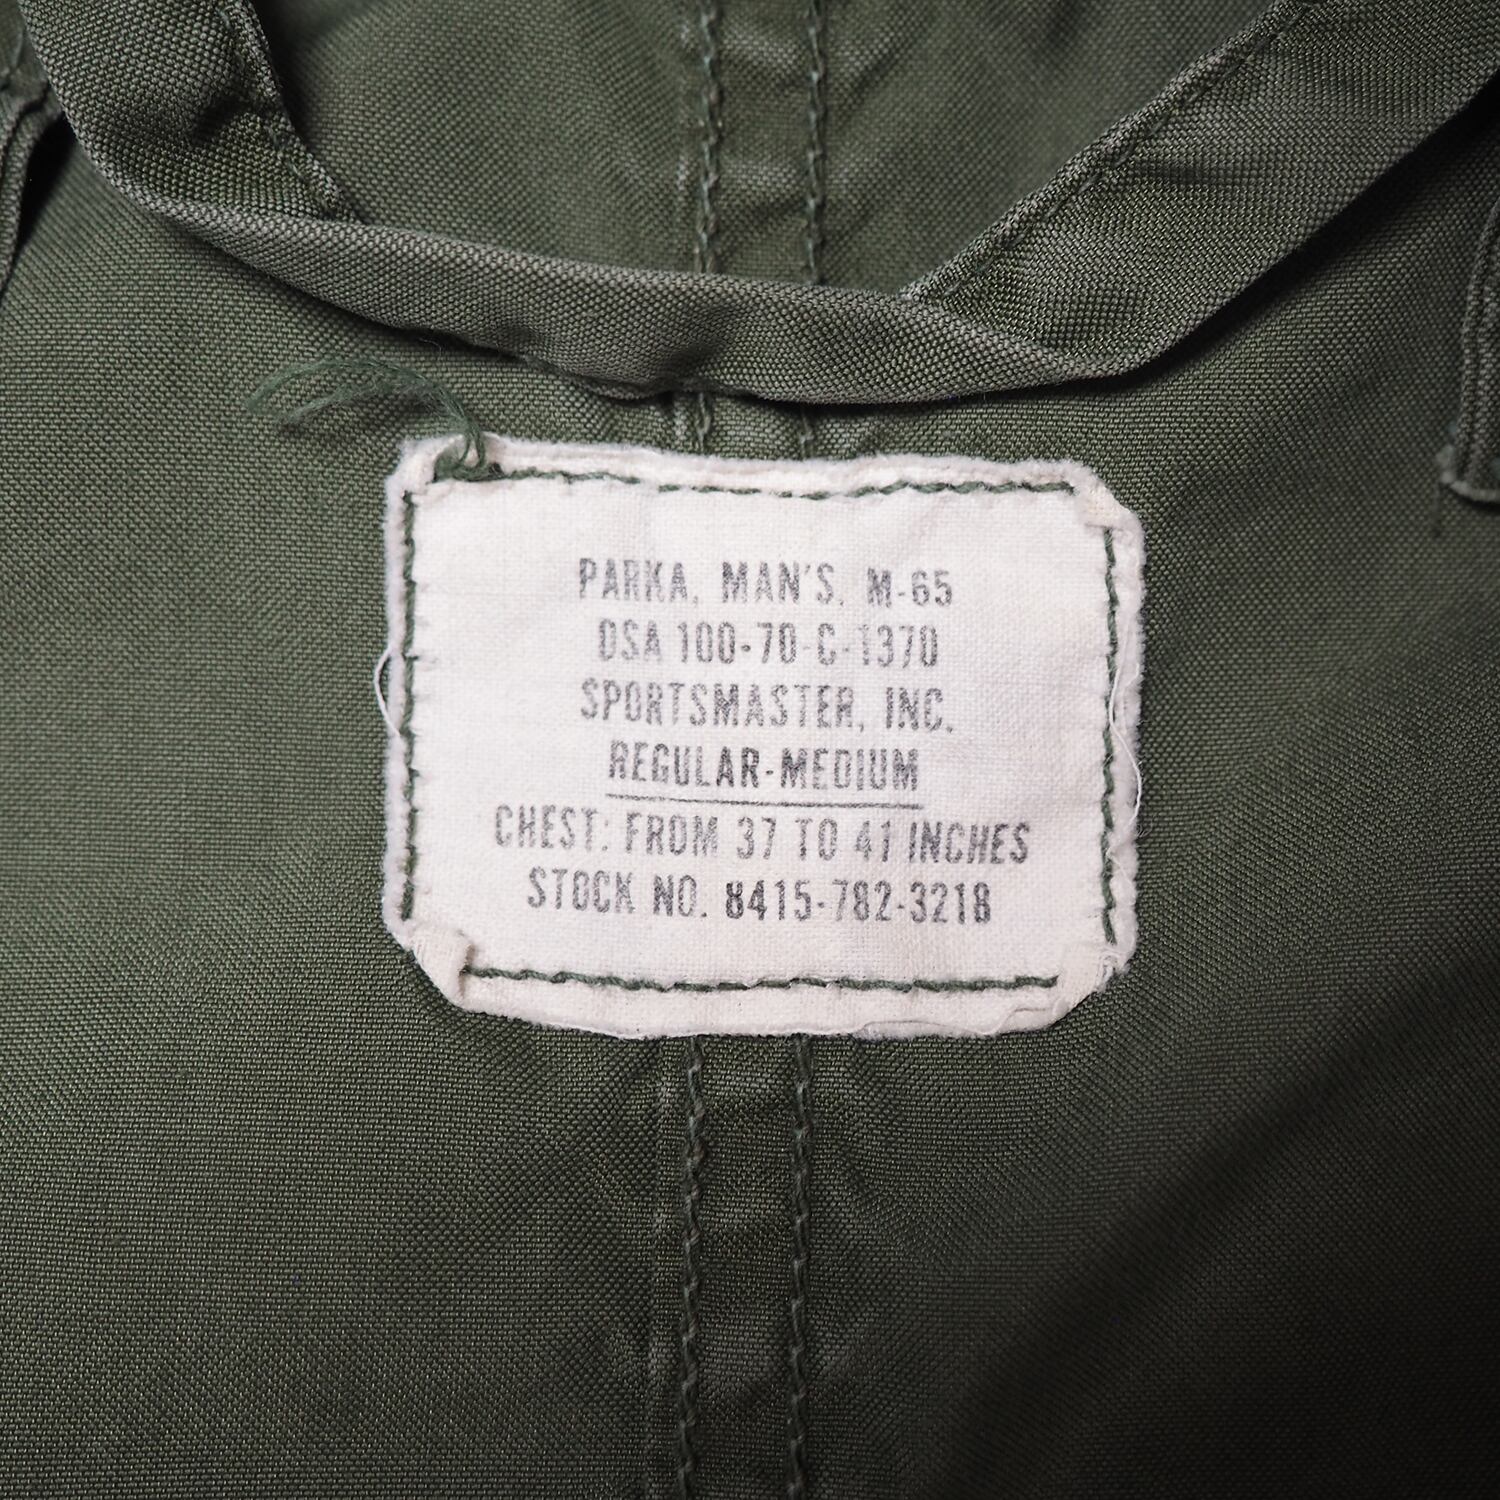 PARKA, MAN'S, M-65
DSA 100-70-C-1370
SPORTSMASTER, INC.
REGULAR-MEDIUM
CHEST: FROM 37 TO 41 INCHES
STOCK NO. 8415-782-3218